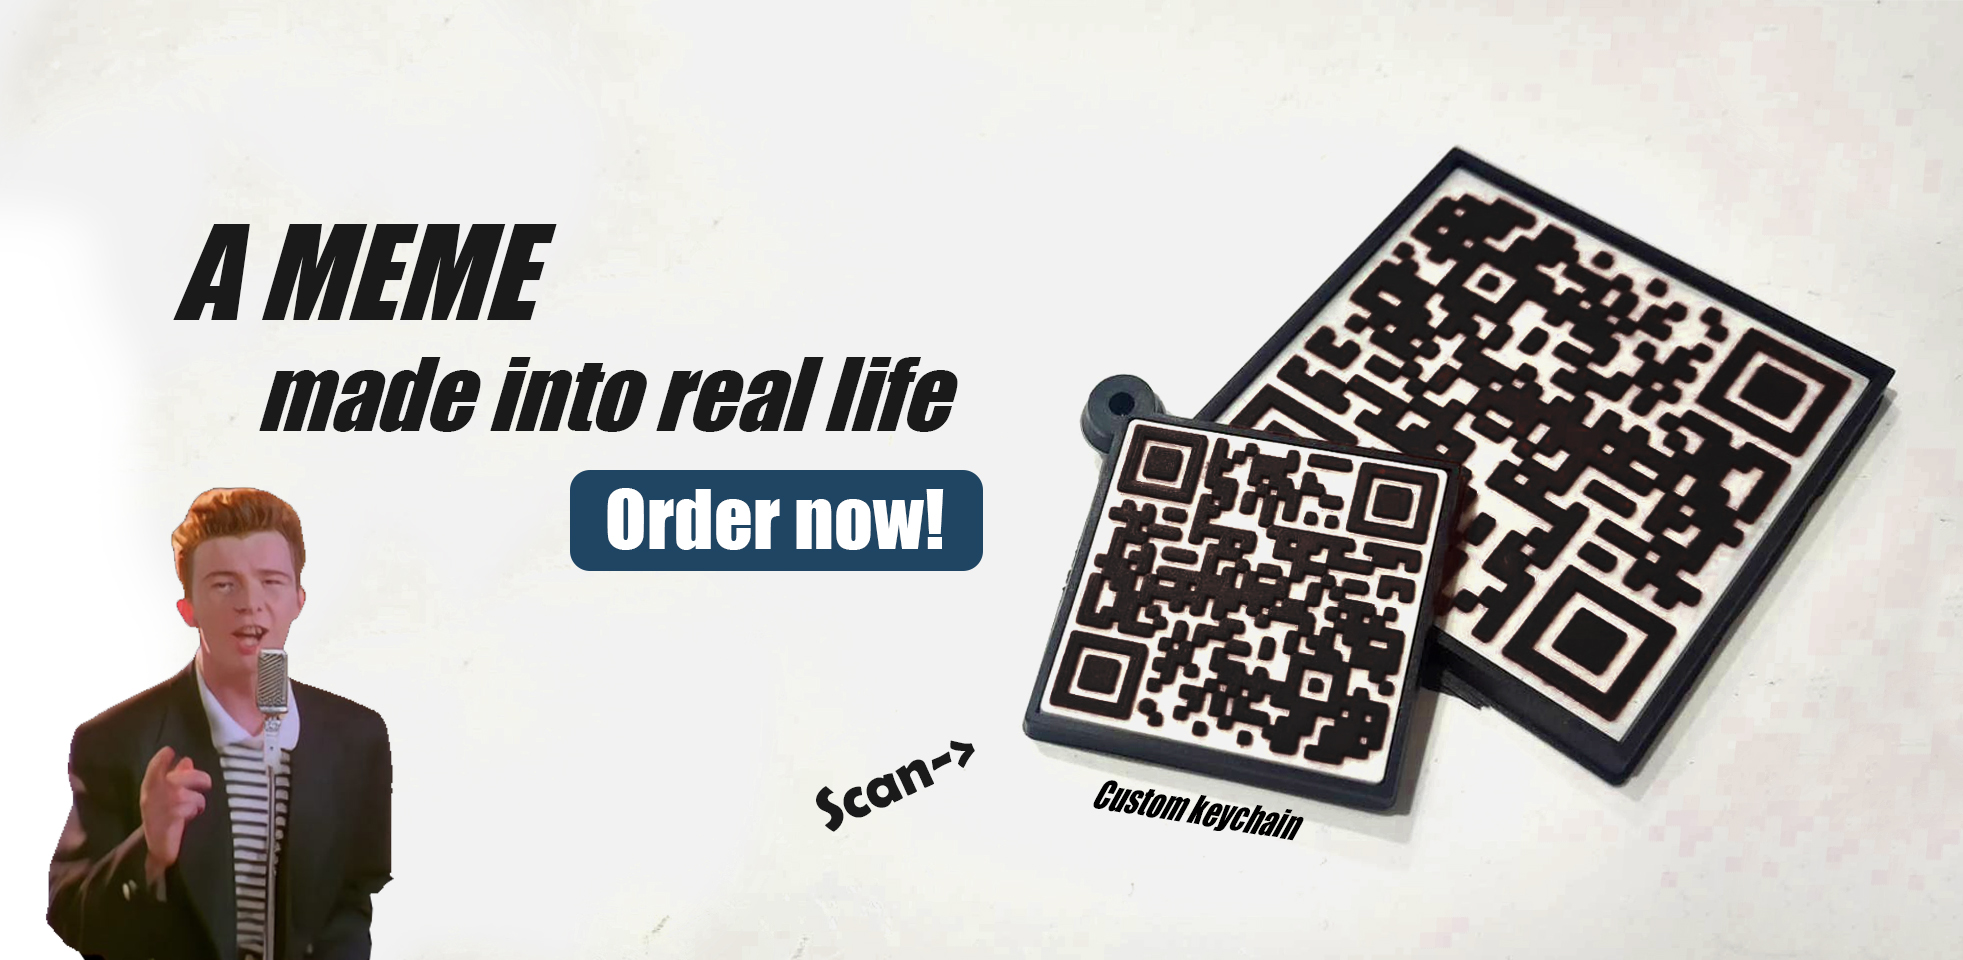 A MEME
made into real life
Order now!
Scan->
Custom keychain